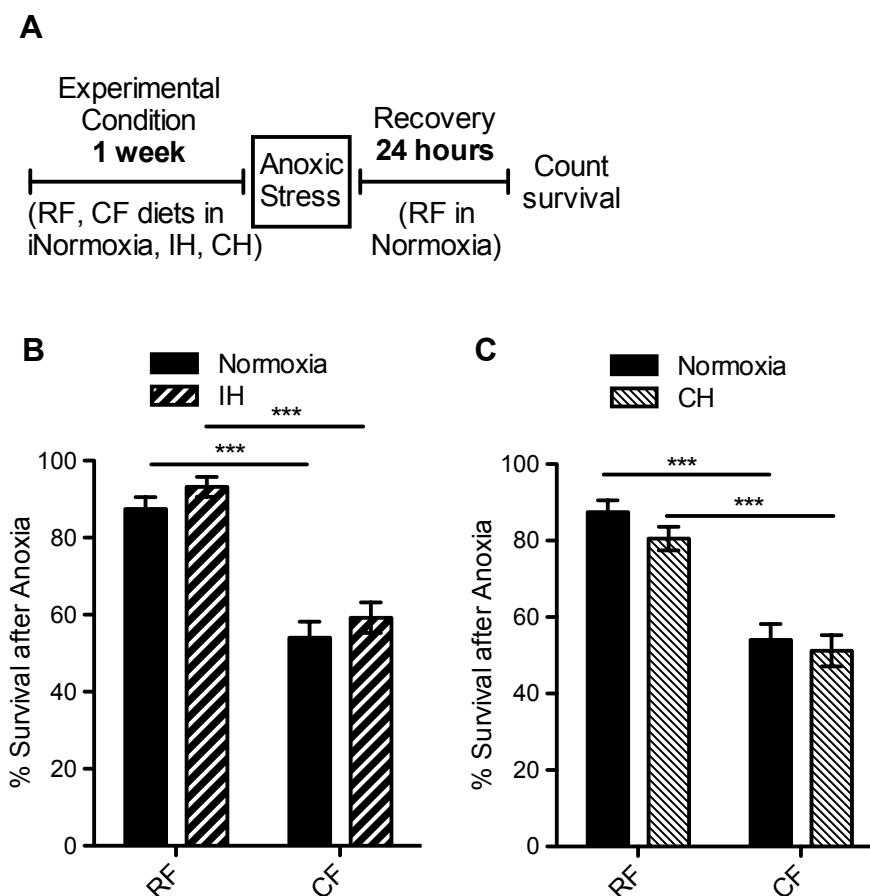 A
Experimental
Condition
1 week
Anoxic
Stress
Recovery
24 hours
Count
survival
(RF, CF diets in
iNormoxia, IH, CH)
(RF in
Normoxia)
B
Normoxia
IH
***
***
% Survival after Anoxia
100
80
60
40
20
0
RF
CF
C
Normoxia
CH
***
***
% Survival after Anoxia
100
80
60
40
20
0
RF
CF